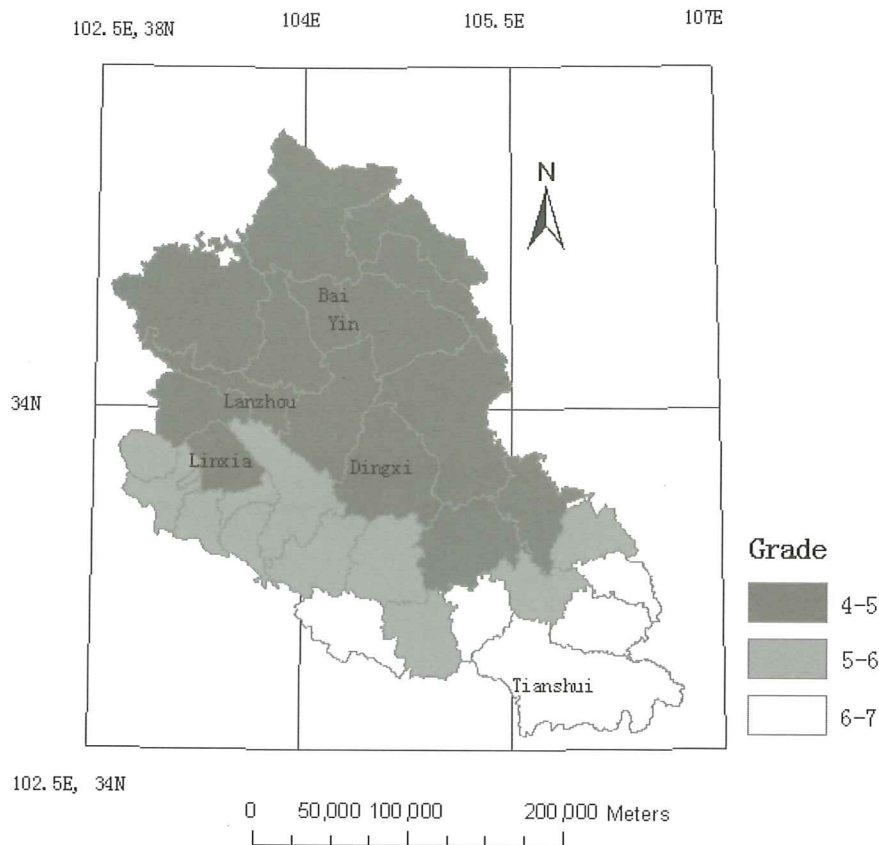 102.5E, 38N
104E
105.5E
107E
N
Bai
Yin
34N
Lanzhou
Linxia
Dingxi
Grade
4-5
5-6
6-7
Tianshui
102.5E, 34N
0 50,000 100,000 200,000 Meters